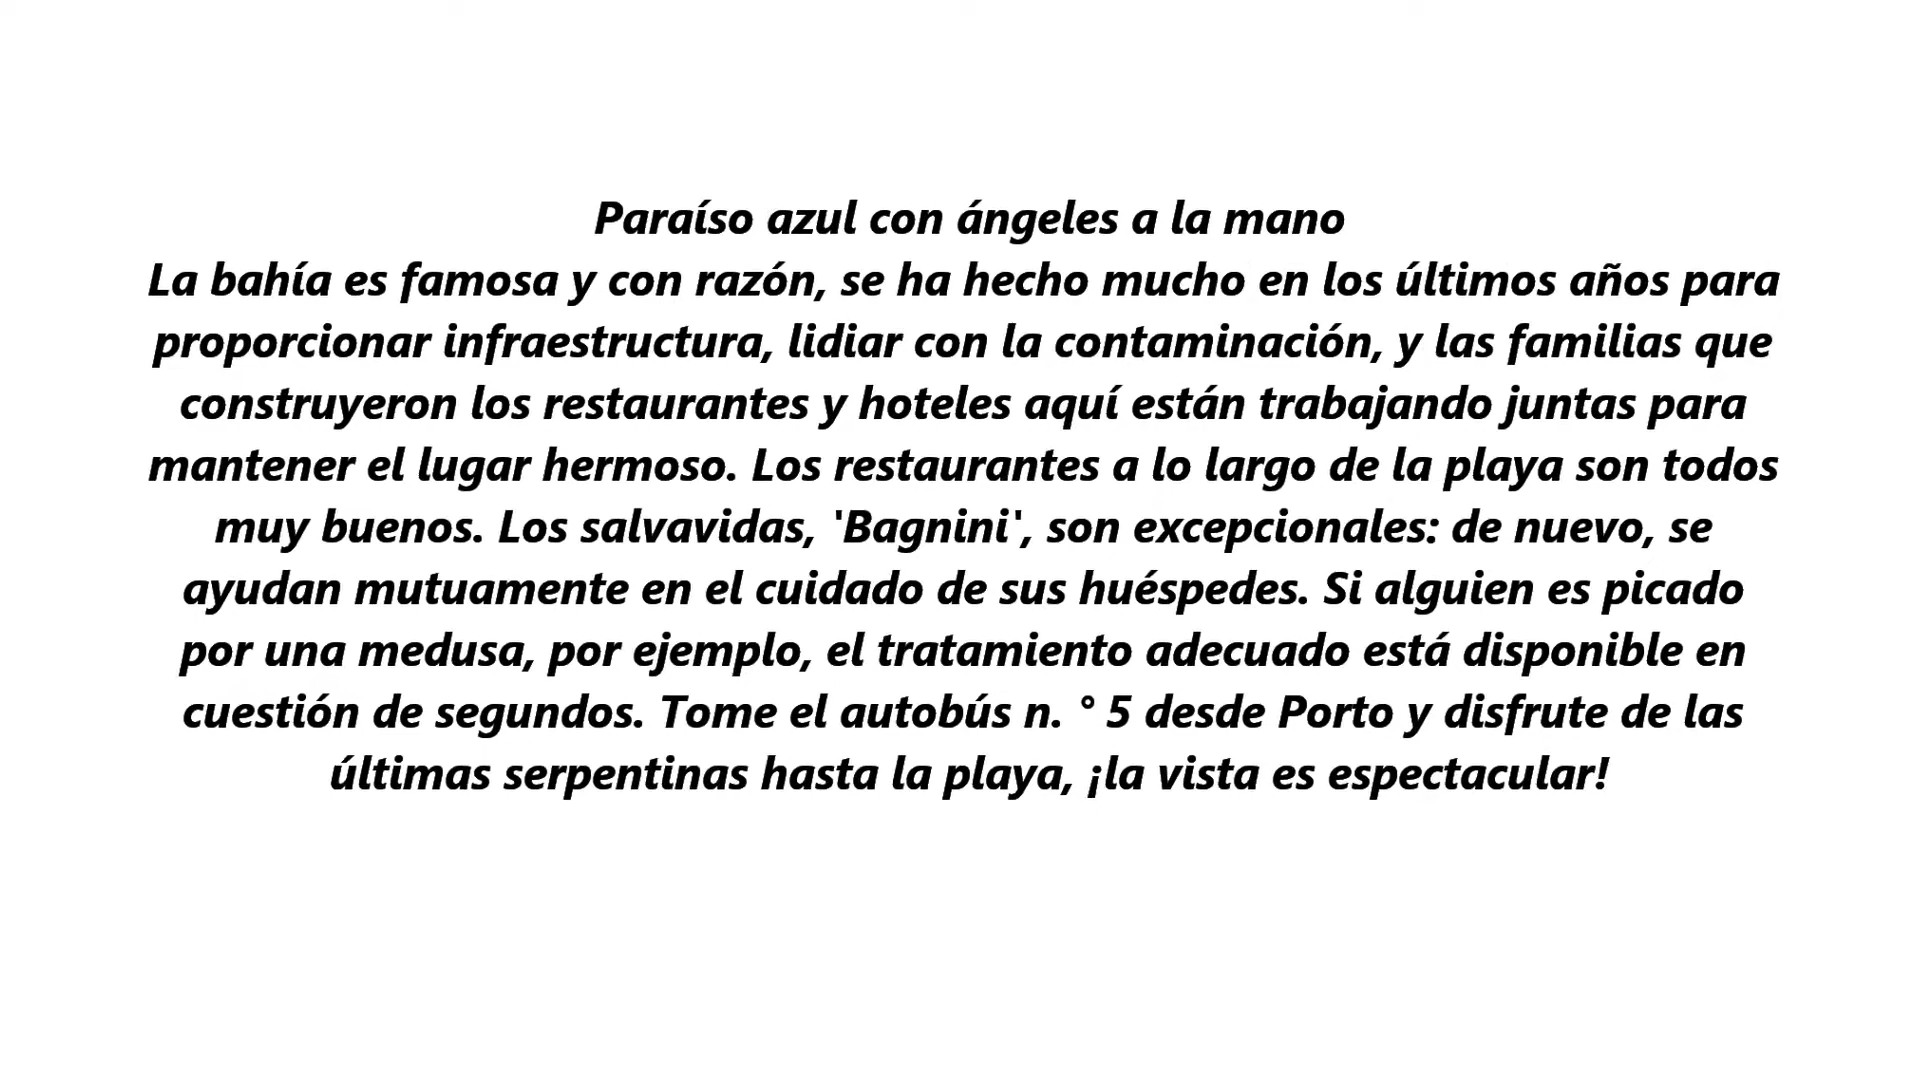 Paraíso azul con ángeles a la mano
La bahía es famosa y con razón, se ha hecho mucho en los últimos años para
proporcionar infraestructura, lidiar con la contaminación, y las familias que
construyeron los restaurantes y hoteles aquí están trabajando juntas para
mantener el lugar hermoso. Los restaurantes a lo largo de la playa son todos
muy buenos. Los salvavidas, 'Bagnini', son excepcionales: de nuevo, se
ayudan mutuamente en el cuidado de sus huéspedes. Si alguien es picado
por una medusa, por ejemplo, el tratamiento adecuado está disponible en
cuestión de segundos. Tome el autobús n. ° 5 desde Porto y disfrute de las
últimas serpentinas hasta la playa, ¡la vista es espectacular!